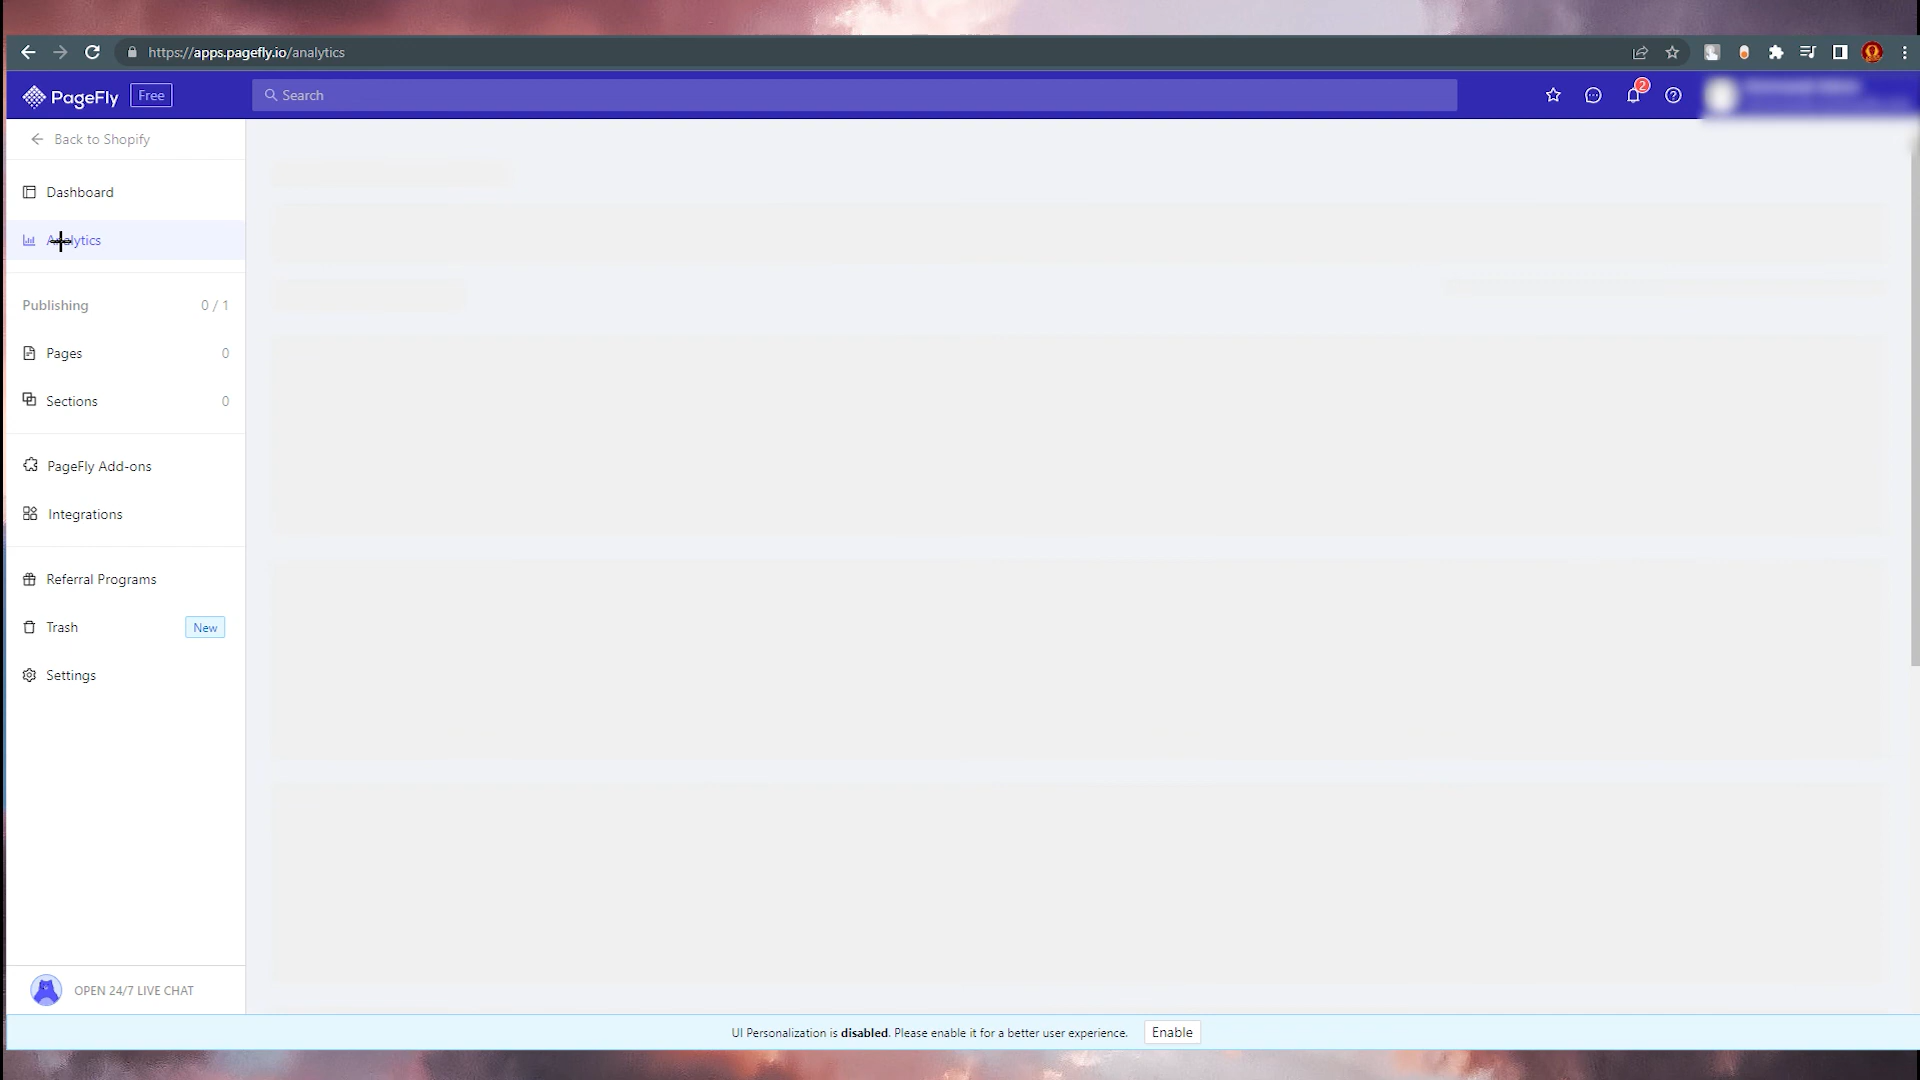 https://apps.pagefly.io/analytics
PageFly Free Search 2
Back to Shopify
Dashboard
Analytics
Publishing 0 / 1
Pages 0
Sections 0
PageFly Add-ons
Integrations
Referral Programs
Trash New
Settings
OPEN 24/7 LIVE CHAT
UI Personalization is disabled. Please enable it for a better user experience. Enable